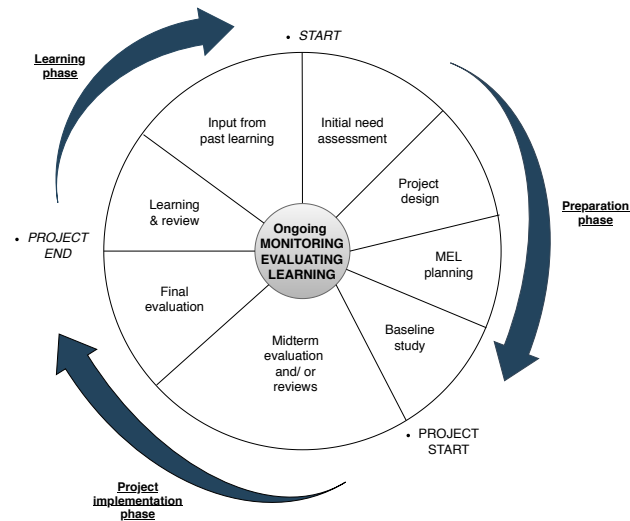 • START
Learning
phase
Input from
past learning
Initial need
assessment
Project
design
Preparation
phase
Learning
& review
• PROJECT
END
Ongoing
MONITORING
EVALUATING
LEARNING
MEL
planning
Final
evaluation
Baseline
study
Midterm
evaluation
and/ or
reviews
• PROJECT
START
Project
implementation
phase